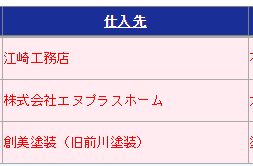 仕入先
江崎工務店
株式会社エヌプラスホーム
創美塗装（旧前川塗装）